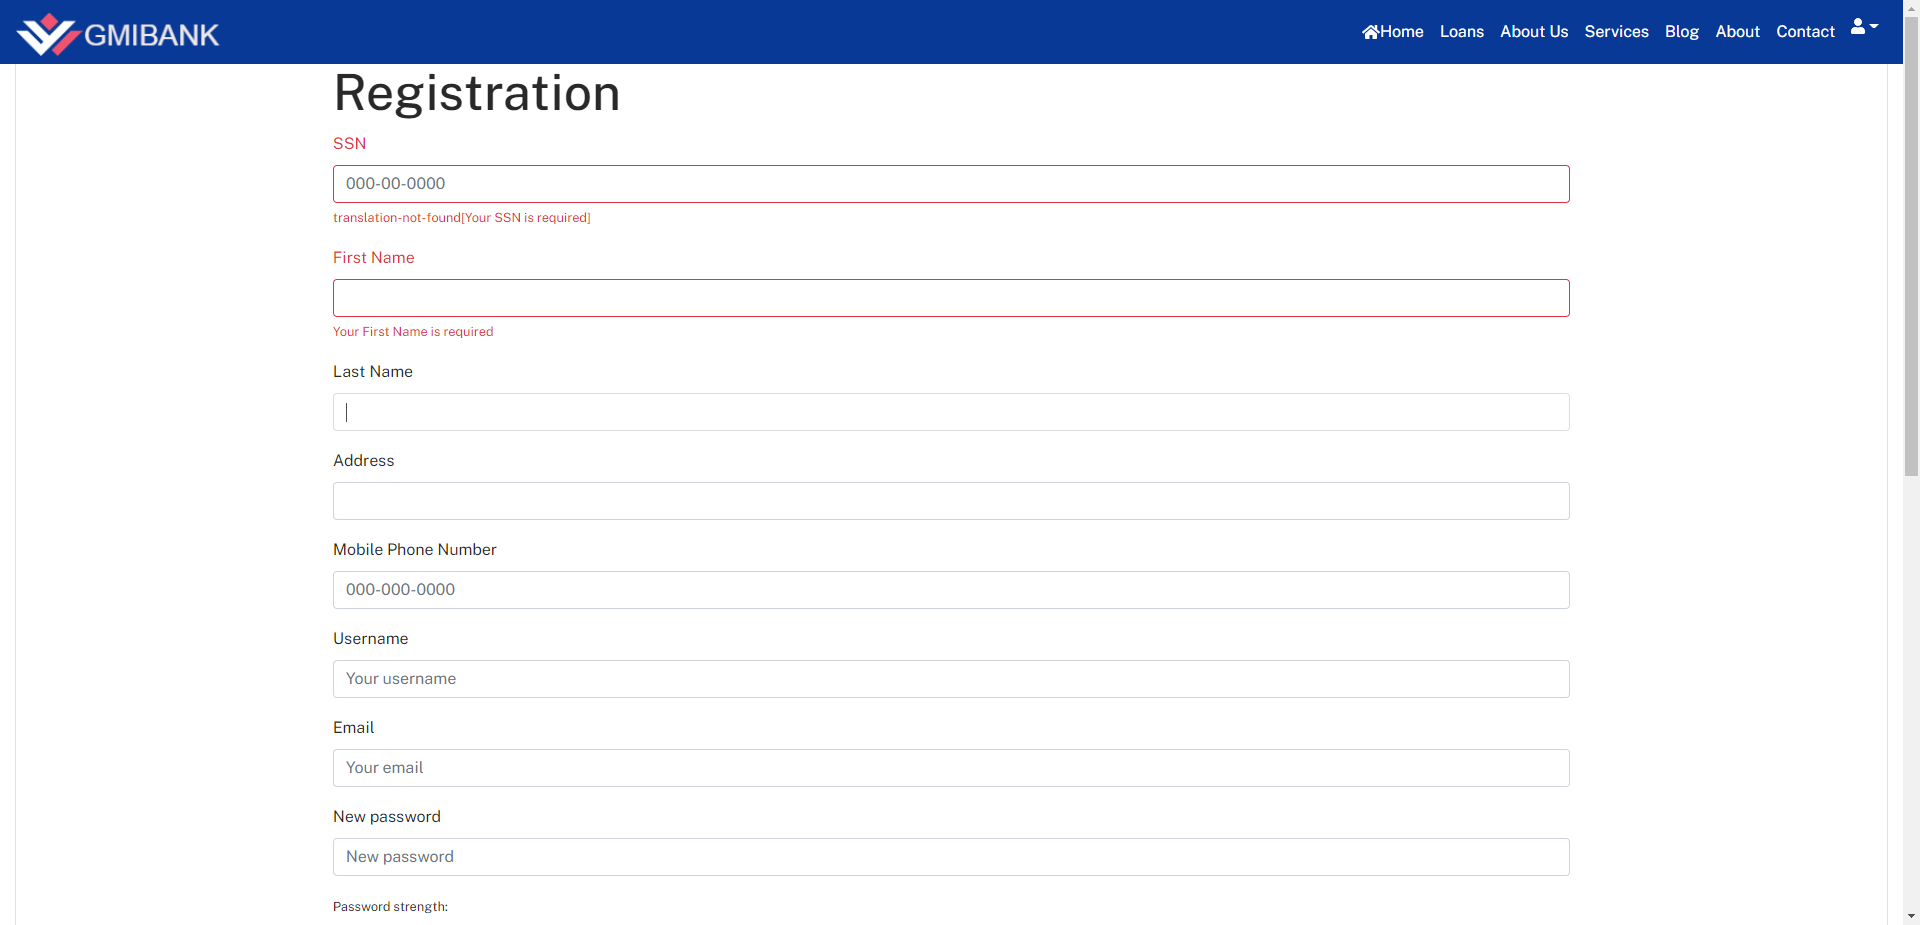 GMIBANK
Home Loans About Us Services Blog About Contact
Registration
SSN
000-00-0000
translation-not-found[Your SSN is required]
First Name
Your First Name is required
Last Name
Address
Mobile Phone Number
000-000-0000
Username
Your username
Email
Your email
New password
New password
Password strength: